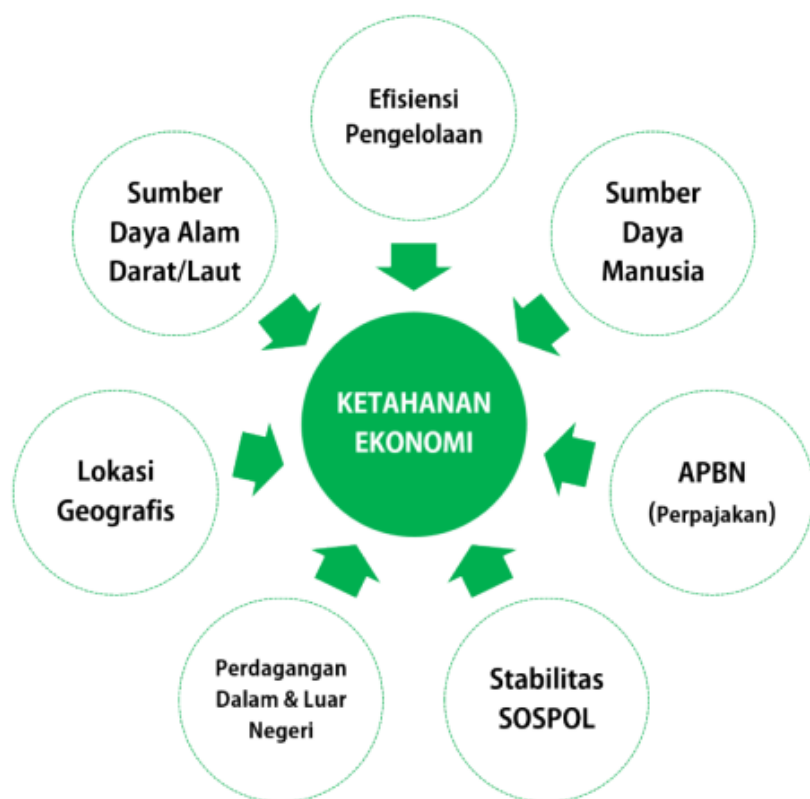 Efisiensi
Pengelolaan
Sumber
Daya Alam
Darat/Laut
Sumber
Daya
Manusia
KETAHANAN
EKONOMI
Lokasi
Geografis
APBN
(Perpajakan)
Perdagangan
Dalam & Luar
Negeri
Stabilitas
SOSPOL